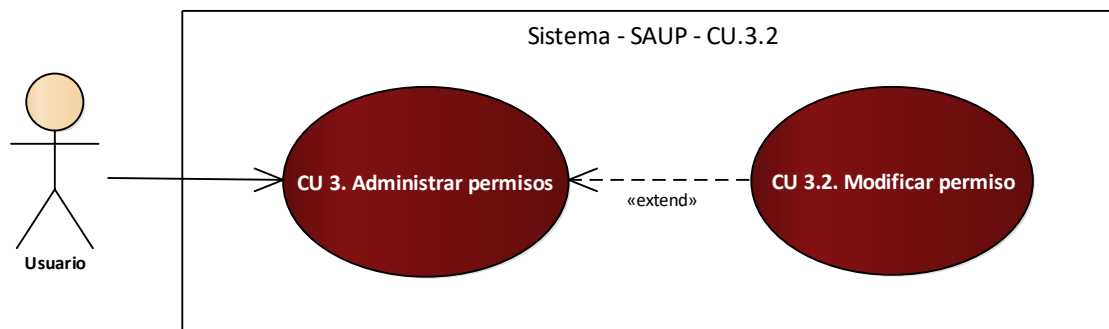 Sistema - SAUP - CU.3.2
CU 3. Administrar permisos
«extend»
CU 3.2. Modificar permiso
Usuario